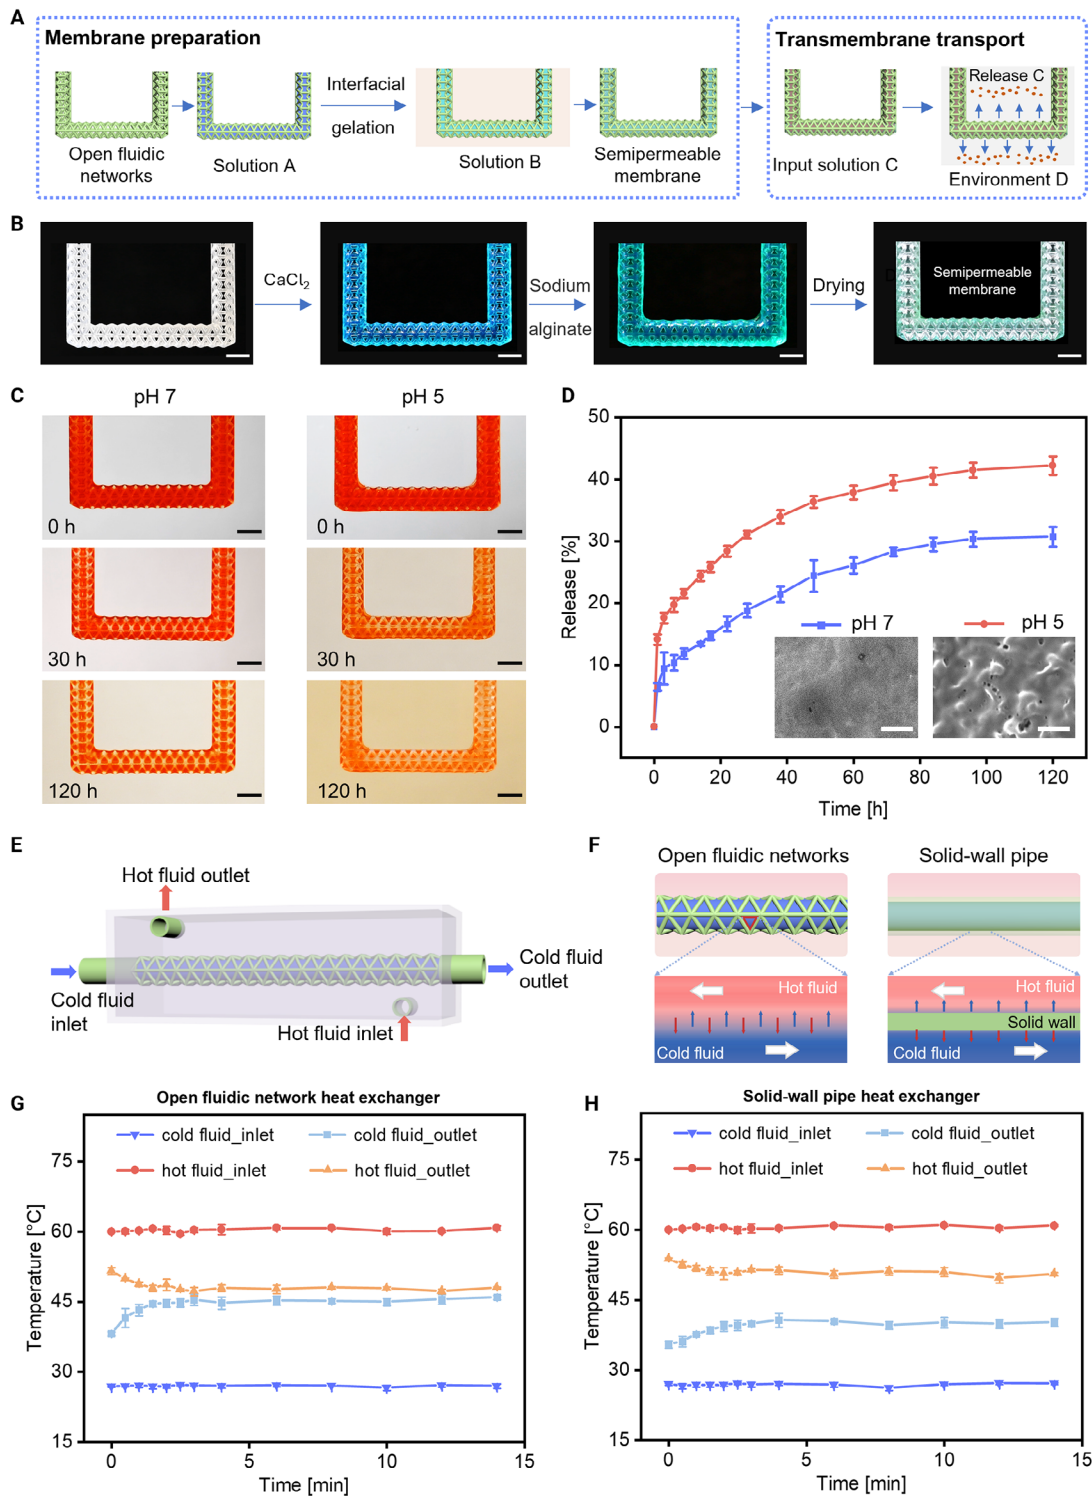 A
Membrane preparation
Transmembrane transport
Open fluidic
networks
Solution A
Interfacial
gelation
Solution B
Semipermeable
membrane
Input solution C
Release C
Environment D
B
CaCl₂
Sodium
alginate
Drying
Semipermeable
membrane
C
pH 7
pH 5
0 h
0 h
30 h
30 h
120 h
120 h
D
50
40
30
20
10
0
Release [%]
pH 7
pH 5
0
20
40
60
80
100
120
Time [h]
E
Hot fluid outlet
Cold fluid
inlet
Cold fluid
outlet
Hot fluid inlet
F
Open fluidic networks
Solid-wall pipe
Hot fluid
Cold fluid
Hot fluid
Solid wall
Cold fluid
G
Open fluidic network heat exchanger
cold fluid_inlet
cold fluid_outlet
hot fluid_inlet
hot fluid_outlet
75
60
45
30
15
Temperature [°C]
0
5
10
15
Time [min]
H
Solid-wall pipe heat exchanger
cold fluid_inlet
cold fluid_outlet
hot fluid_inlet
hot fluid_outlet
75
60
45
30
15
Temperature [°C]
0
5
10
15
Time [min]